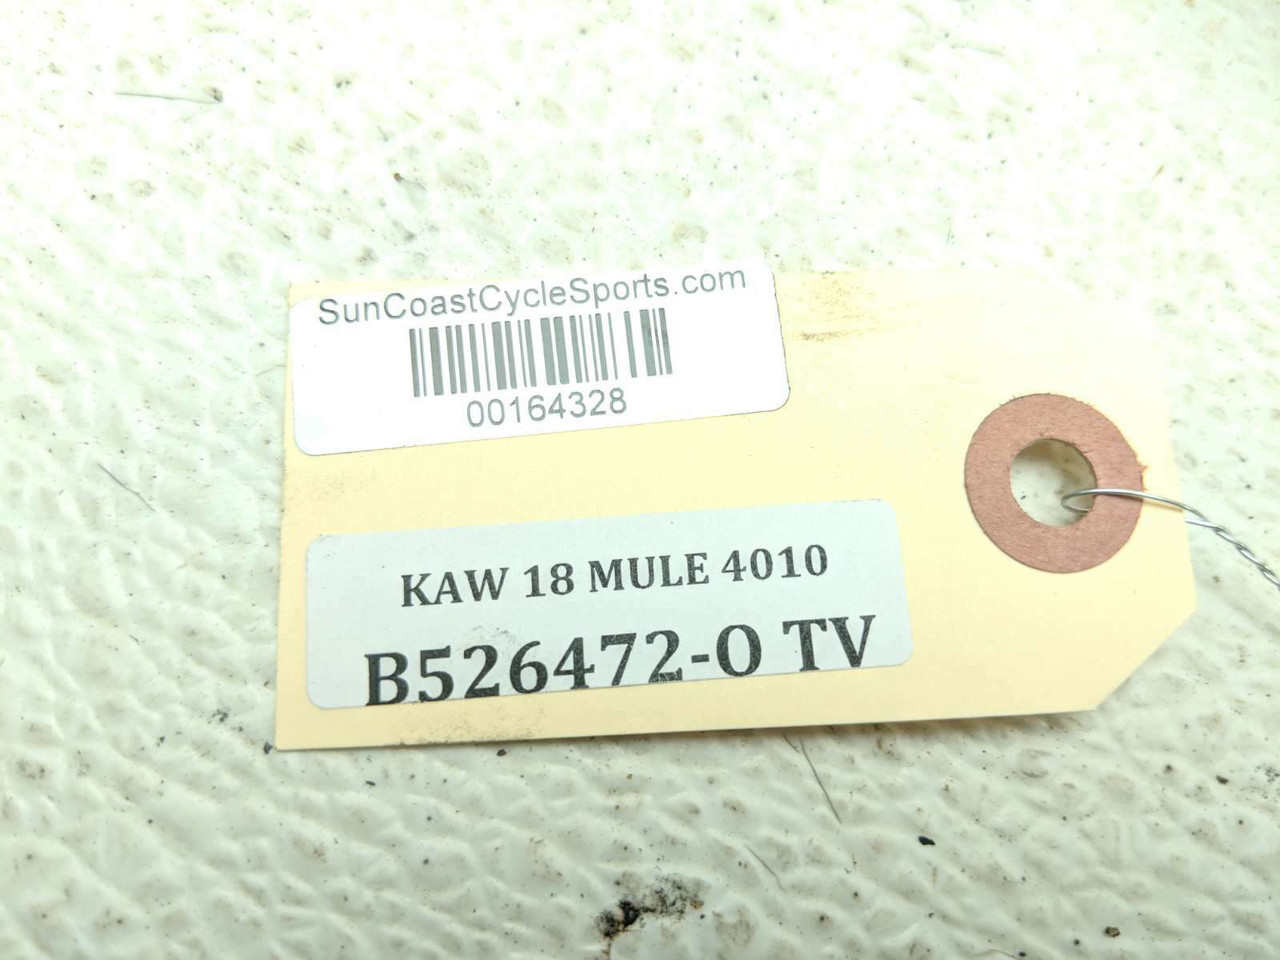 SunCoastCycleSports.com
00164328
KAW 18 MULE 4010
B526472-O TV